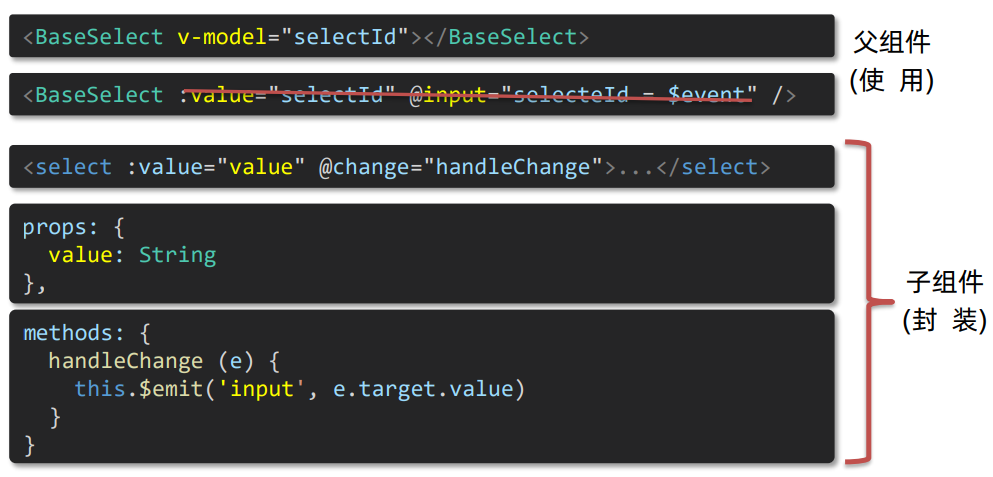 <BaseSelect v-model="selectId"></BaseSelect>
父组件
(使 用)
<BaseSelect :value="selectId" @input="selecteId = $event" />
<select :value="value" @change="handleChange">...</select>
props: {
value: String
},
子组件
(封 装)
methods: {
handleChange (e) {
this.$emit('input', e.target.value)
}
}